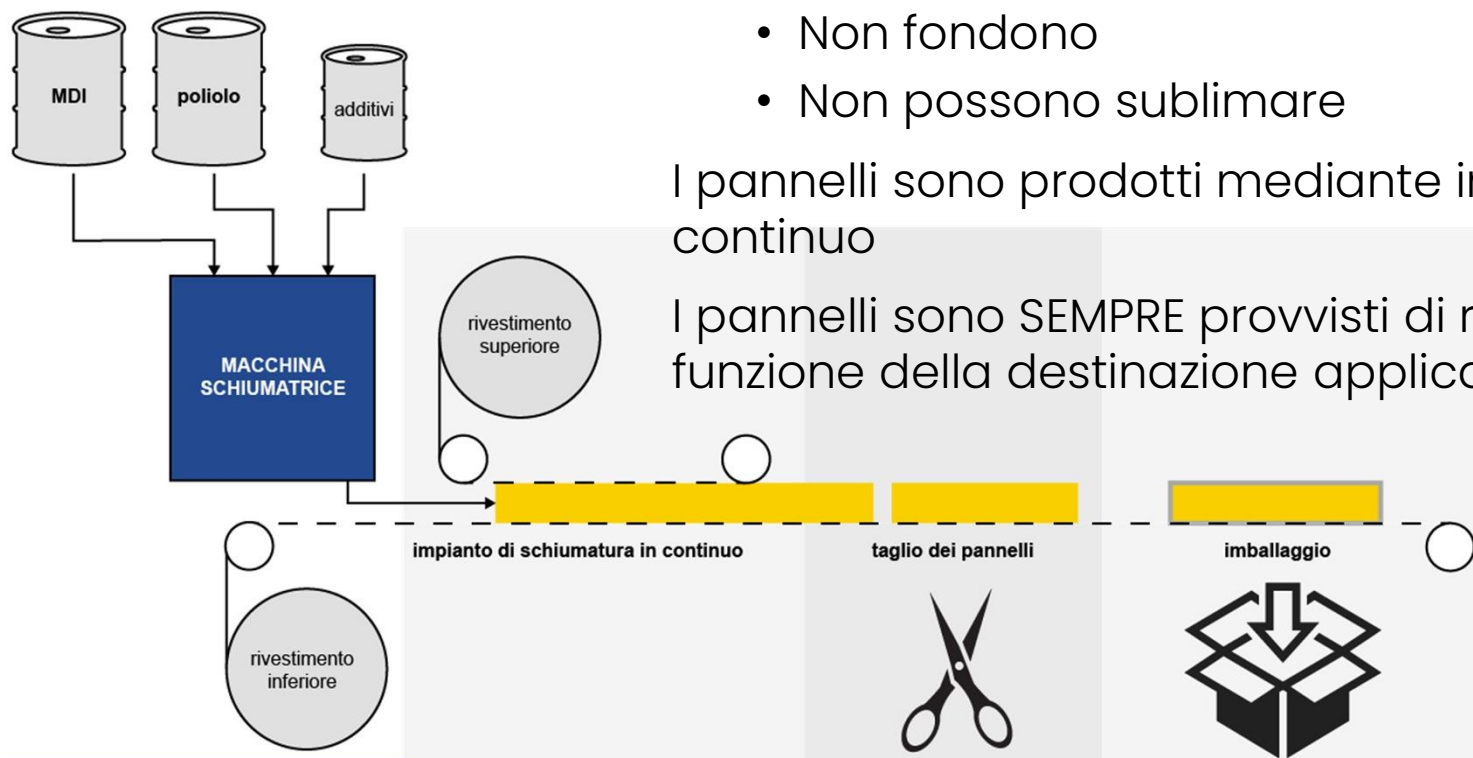 • Non fondono
• Non possono sublimare
I pannelli sono prodotti mediante
continuo
I pannelli sono SEMPRE provvisti di
funzione della destinazione
MDI
poliolo
additivi
MACCHINA
SCHIUMATRICE
rivestimento
superiore
impianto di schiumatura in continuo
taglio dei pannelli
imballaggio
rivestimento
inferiore